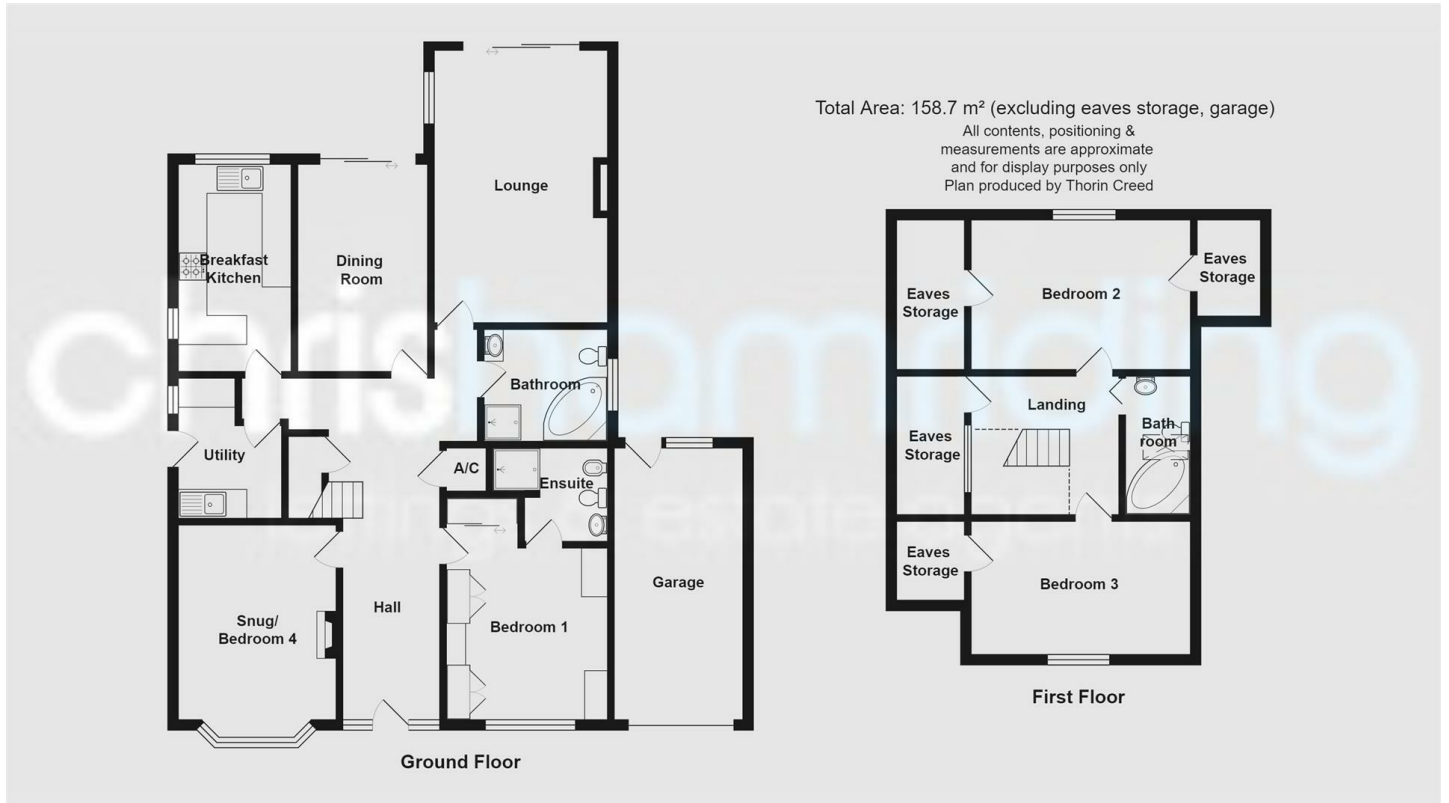 Total Area: 158.7 m² (excluding eaves storage, garage)
All contents, positioning &
measurements are approximate
and for display purposes only
Plan produced by Thorin Creed
Lounge
Breakfast
Kitchen
Dining
Room
Bathroom
Utility
A/C
Ensuite
Snug/
Bedroom 4
Hall
Bedroom 1
Garage
Ground Floor
Eaves
Storage
Bedroom 2
Eaves
Storage
Landing
Bath
room
Eaves
Storage
Eaves
Storage
Bedroom 3
First Floor
chrishamriding